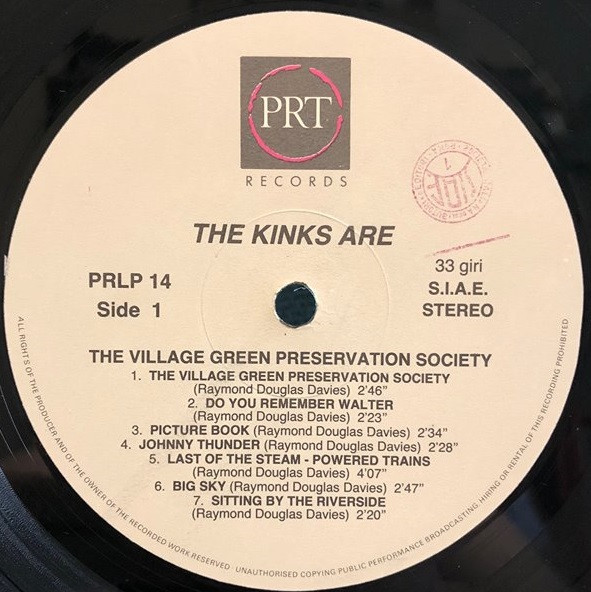 PRT
RECORDS
THE KINKS ARE
PRLP 14
Side 1
33 giri
S.I.A.E.
STEREO
THE VILLAGE GREEN PRESERVATION SOCIETY
1. THE VILLAGE GREEN PRESERVATION SOCIETY
(Raymond Douglas Davies) 2'46"
2. DO YOU REMEMBER WALTER
(Raymond Douglas Davies) 2'23"
3. PICTURE BOOK (Raymond Douglas Davies) 2'34"
4. JOHNNY THUNDER (Raymond Douglas Davies) 2'28"
5. LAST OF THE STEAM - POWERED TRAINS
(Raymond Douglas Davies) 4'07"
6. BIG SKY (Raymond Douglas Davies) 2'47"
7. SITTING BY THE RIVERSIDE
(Raymond Douglas Davies) 2'20"
ALL RIGHTS OF THE PRODUCER AND OF THE OWNER OF THE RECORDED WORK RESERVED · UNAUTHORISED COPYING PUBLIC PERFORMANCE BROADCASTING, HIRING OR RENTAL OF THIS RECORDING PROHIBITED